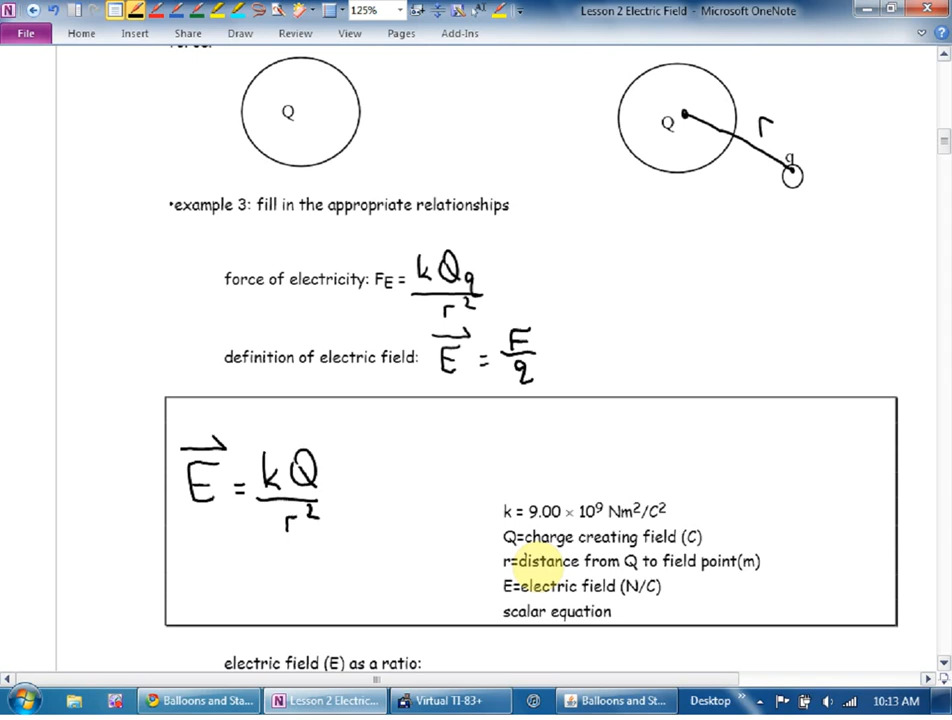 Lesson 2 Electric Field - Microsoft OneNote
125%
File Home Insert Share Draw Review View Pages Add-Ins
Q
Q
r
q
•example 3: fill in the appropriate relationships
force of electricity: FE = kQq / r²
definition of electric field: E = F / q
E = kQ / r²
k = 9.00 × 10⁹ Nm²/C²
Q=charge creating field (C)
r=distance from Q to field point(m)
E=electric field (N/C)
scalar equation
electric field (E) as a ratio:
Balloons and Sta... Lesson 2 Electric... Virtual TI-83+ Balloons and St... Desktop 10:13 AM